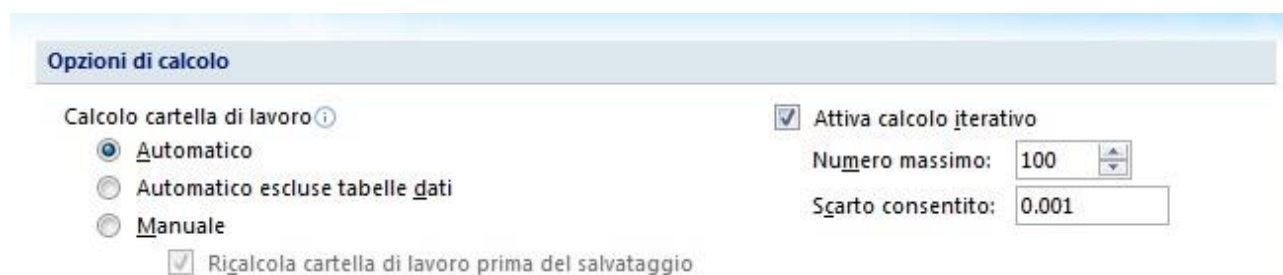 Opzioni di calcolo
Calcolo cartella di lavoro
Automatico
Automatico escluse tabelle dati
Manuale
Ricalcola cartella di lavoro prima del salvataggio
Attiva calcolo iterativo
Numero massimo: 100
Scarto consentito: 0.001